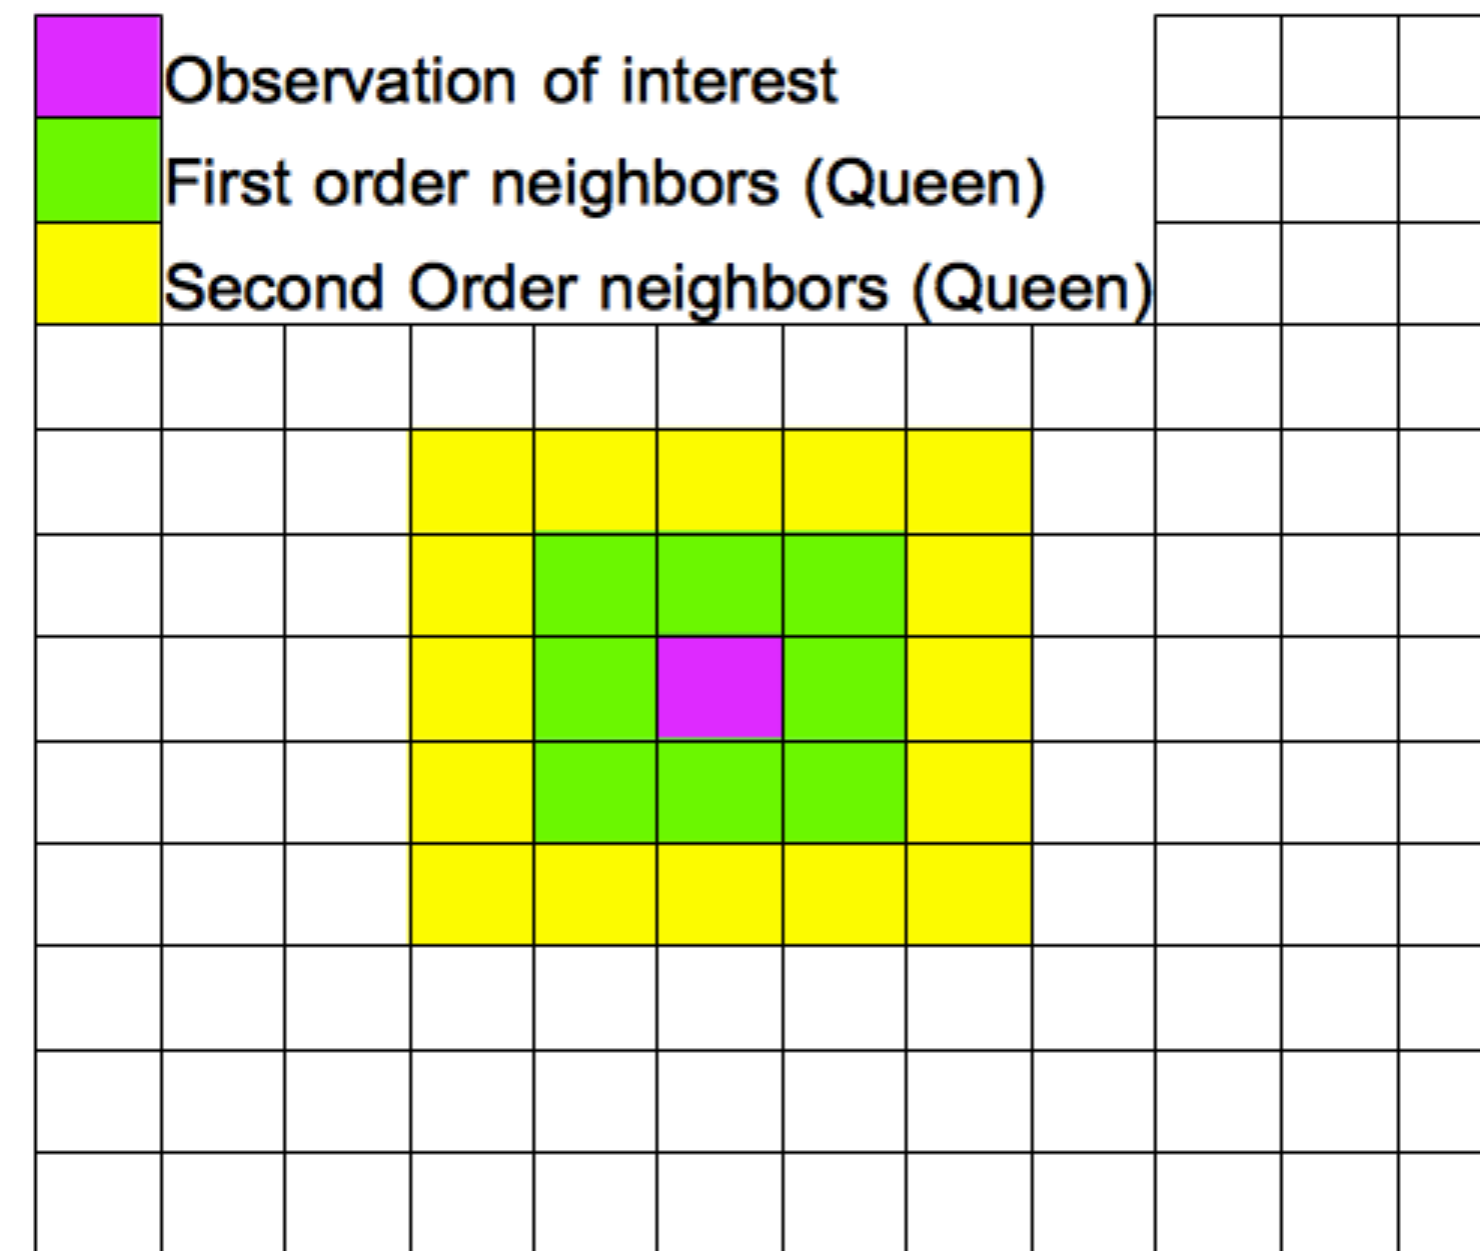 Observation of interest
First order neighbors (Queen)
Second Order neighbors (Queen)